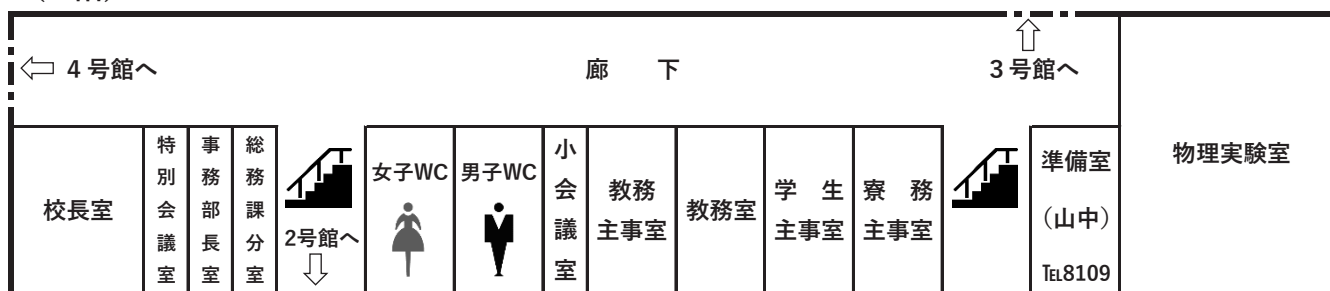 4号館へ
廊 下
3号館へ
校長室
特別会議室
事務部長室
総務課分室
2号館へ
女子WC
男子WC
小会議室
教務
主事室
教務室
学 生
主事室
寮 務
主事室
準備室
(山中)
℡8109
物理実験室